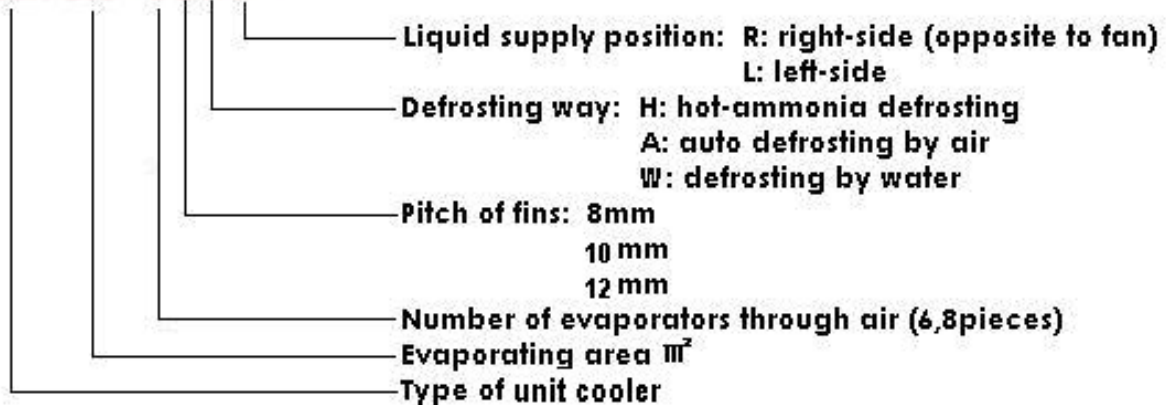 Liquid supply position: R: right-side (opposite to fan)
L: left-side
Defrosting way: H: hot-ammonia defrosting
A: auto defrosting by air
W: defrosting by water
Pitch of fins: 8mm
10 mm
12 mm
Number of evaporators through air (6,8pieces)
Evaporating area m²
Type of unit cooler